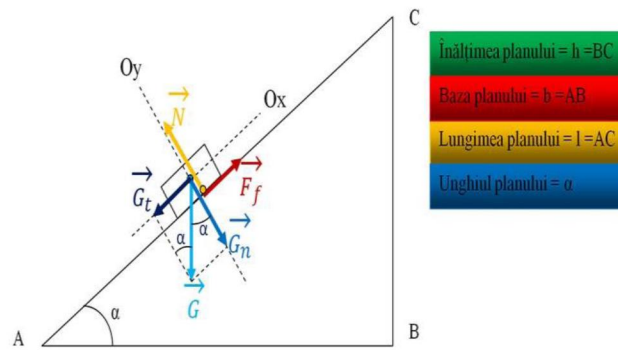 C
Înălțimea planului = h =BC
Baza planului = b =AB
Lungimea planului = l =AC
Unghiul planului = α
Oy
Ox
N
F_f
G_t
α
α
G_n
G
α
A
B